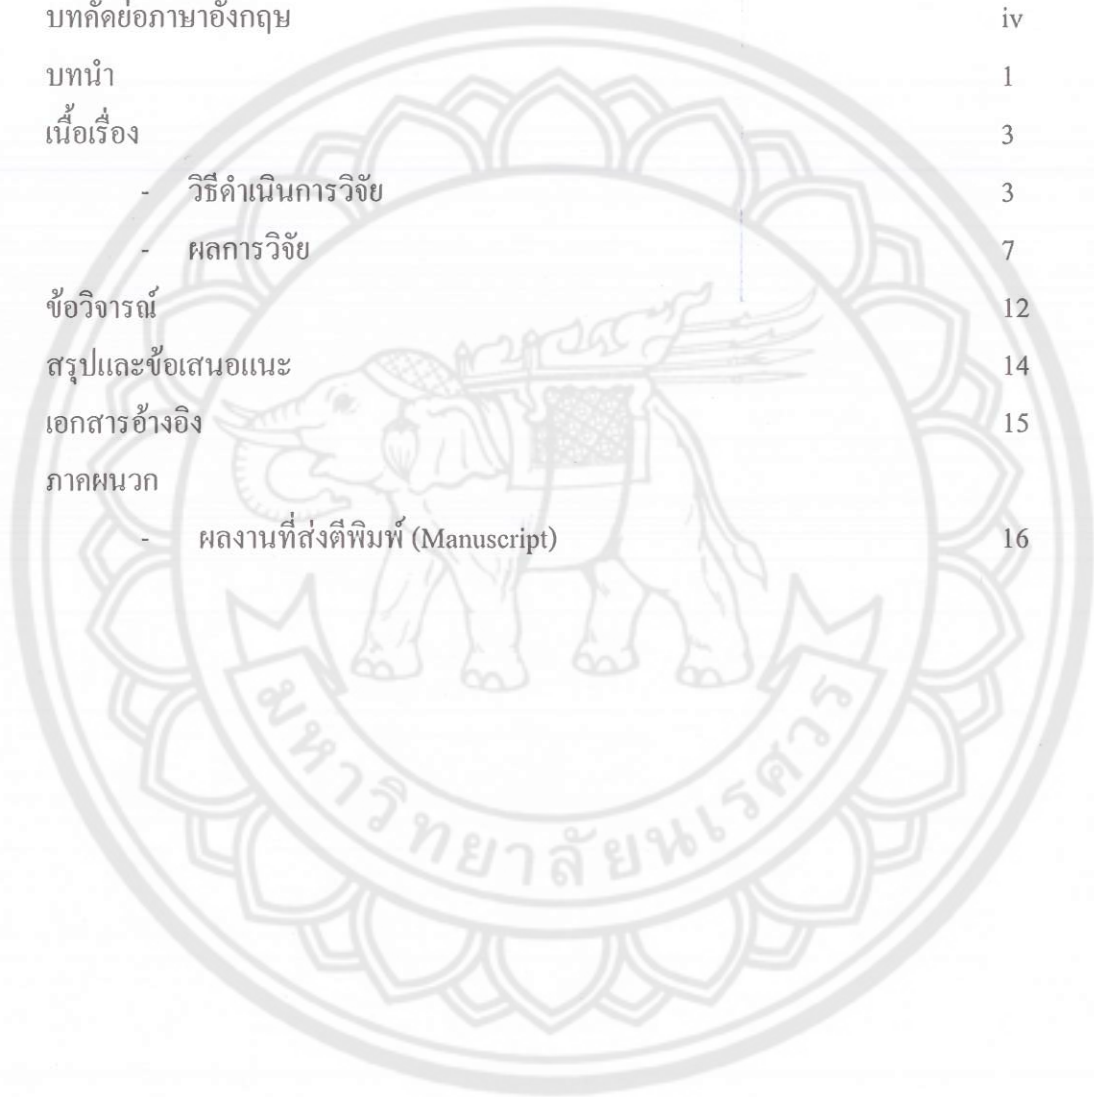 บทคัดย่อภาษาอังกฤษ iv
บทนำ 1
เนื้อเรื่อง 3
- วิธีดำเนินการวิจัย 3
- ผลการวิจัย 7
ข้อวิจารณ์ 12
สรุปและข้อเสนอแนะ 14
เอกสารอ้างอิง 15
ภาคผนวก
- ผลงานที่ส่งตีพิมพ์ (Manuscript) 16
มหาวิทยาลัยนเรศวร